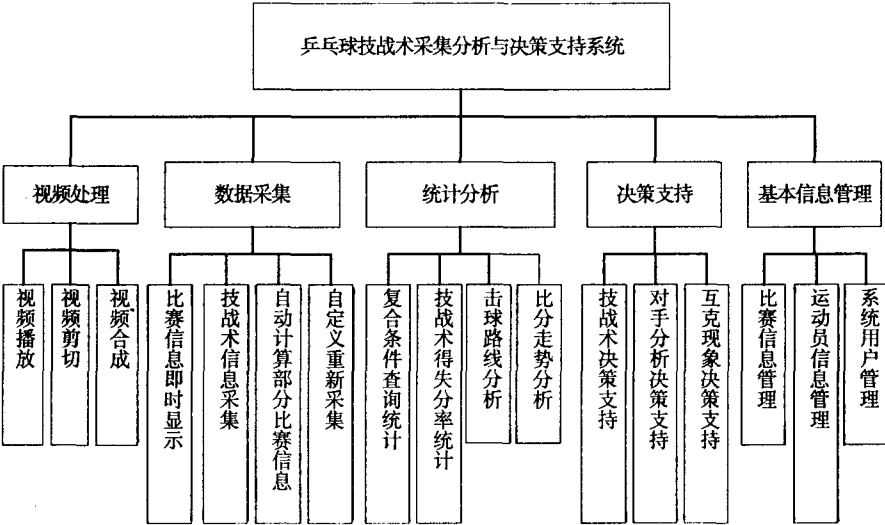 乒乓球技战术采集分析与决策支持系统
视频处理
数据采集
统计分析
决策支持
基本信息管理
视频播放
视频剪切
视频合成
比赛信息即时显示
技战术信息采集
自动计算部分比赛信息
自定义重新采集
复合条件查询统计
技战术得失分率统计
击球路线分析
比分走势分析
技战术决策支持
对手分析决策支持
互克现象决策支持
比赛信息管理
运动员信息管理
系统用户管理